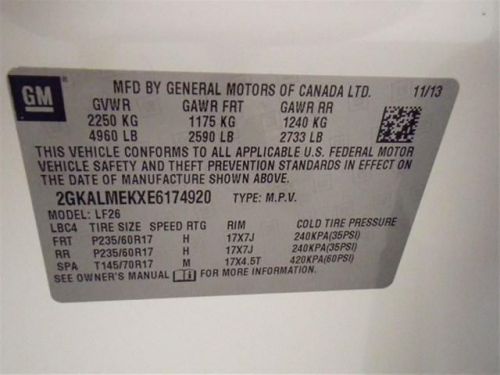 GM
MFD BY GENERAL MOTORS OF CANADA LTD. 11/13
GVWR GAWR FRT GAWR RR
2250 KG 1175 KG 1240 KG
4960 LB 2590 LB 2733 LB
THIS VEHICLE CONFORMS TO ALL APPLICABLE U.S. FEDERAL MOTOR
VEHICLE SAFETY AND THEFT PREVENTION STANDARDS IN EFFECT ON
THE DATE OF MANUFACTURE SHOWN ABOVE.
2GKALMEKXE6174920 TYPE: M.P.V.
MODEL: LF26
LBC4 TIRE SIZE SPEED RTG RIM COLD TIRE PRESSURE
FRT P235/60R17 H 17X7J 240KPA(35PSI)
RR P235/60R17 H 17X7J 240KPA(35PSI)
SPA T145/70R17 M 17X4.5T 420KPA(60PSI)
SEE OWNER'S MANUAL FOR MORE INFORMATION